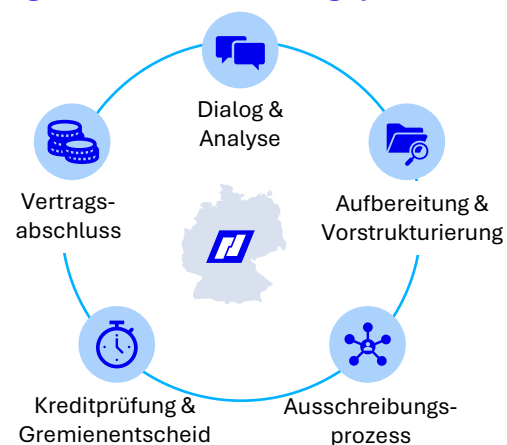 Dialog &
Analyse
Aufbereitung &
Vorstrukturierung
Ausschreibungs-
prozess
Kreditprüfung &
Gremienentscheid
Vertrags-
abschluss